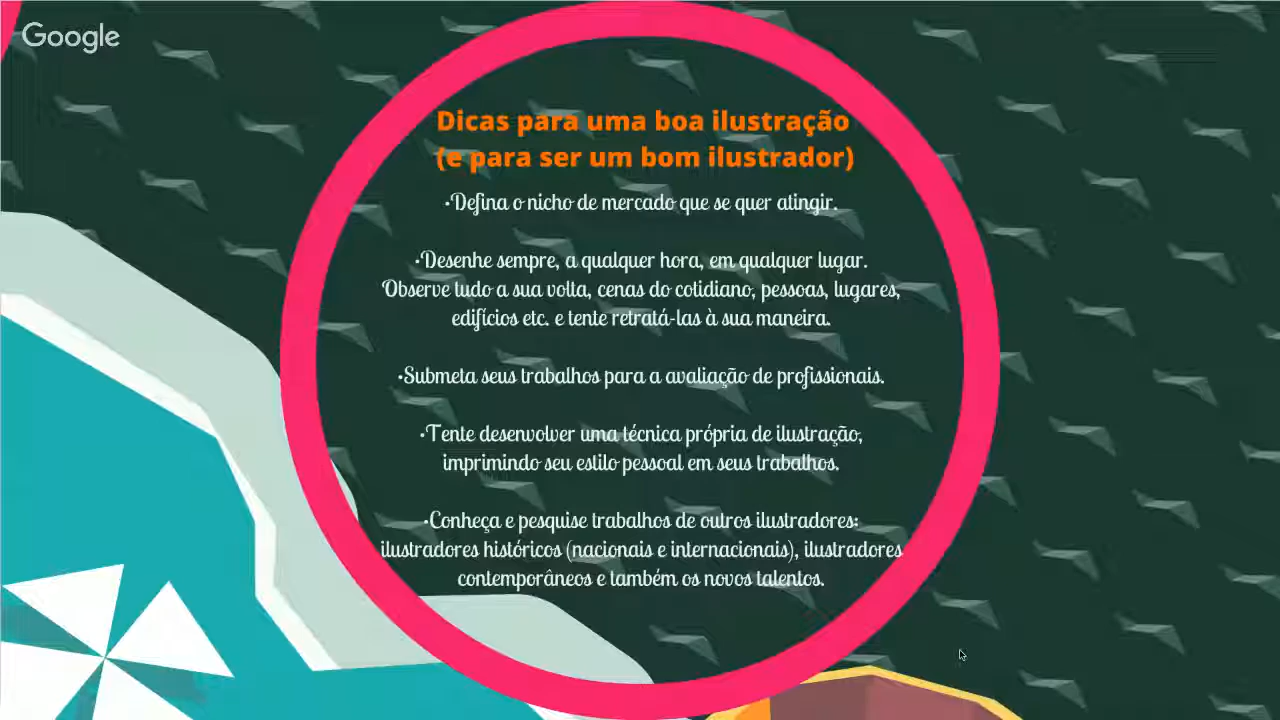 Google
Dicas para uma boa ilustração
(e para ser um bom ilustrador)
•Defina o nicho de mercado que se quer atingir.
•Desenhe sempre, a qualquer hora, em qualquer lugar.
Observe tudo a sua volta, cenas do cotidiano, pessoas, lugares,
edifícios etc. e tente retratá-las à sua maneira.
•Submeta seus trabalhos para a avaliação de profissionais.
•Tente desenvolver uma técnica própria de ilustração,
imprimindo seu estilo pessoal em seus trabalhos.
•Conheça e pesquise trabalhos de outros ilustradores:
ilustradores históricos (nacionais e internacionais), ilustradores
contemporâneos e também os novos talentos.